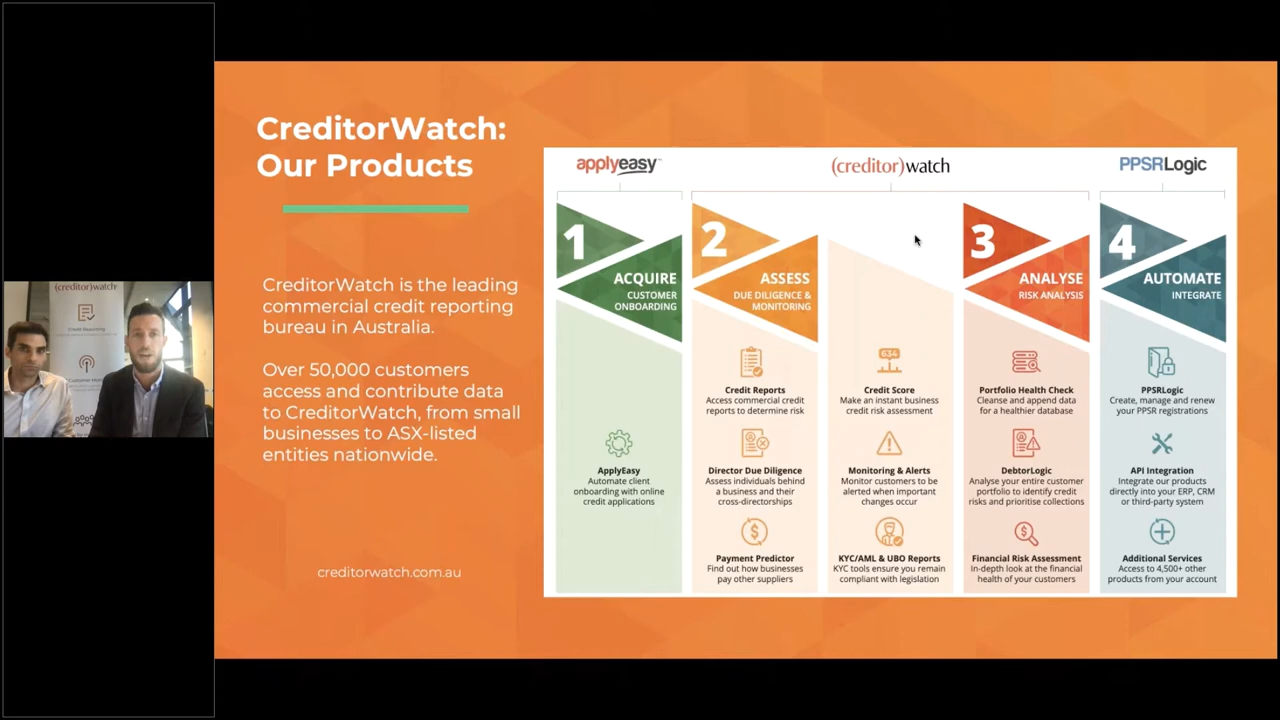 CreditorWatch:
Our Products
CreditorWatch is the leading
commercial credit reporting
bureau in Australia.
Over 50,000 customers
access and contribute data
to CreditorWatch, from small
businesses to ASX-listed
entities nationwide.
creditorwatch.com.au
applyeasy™
(creditor)watch
PPSRLogic
1
ACQUIRE
CUSTOMER
ONBOARDING
ApplyEasy
Automate client
onboarding with online
credit applications
2
ASSESS
DUE DILIGENCE &
MONITORING
Credit Reports
Access commercial credit
reports to determine risk
Director Due Diligence
Assess individuals behind
a business and their
cross-directorships
Payment Predictor
Find out how businesses
pay other suppliers
634
Credit Score
Make an instant business
credit risk assessment
Monitoring & Alerts
Monitor customers to be
alerted when important
changes occur
KYC/AML & UBO Reports
KYC tools ensure you remain
compliant with legislation
3
ANALYSE
RISK ANALYSIS
Portfolio Health Check
Cleanse and append data
for a healthier database
DebtorLogic
Analyse your entire customer
portfolio to identify credit
risks and prioritise collections
Financial Risk Assessment
In-depth look at the financial
health of your customers
4
AUTOMATE
INTEGRATE
PPSRLogic
Create, manage and renew
your PPSR registrations
API Integration
Integrate our products
directly into your ERP, CRM
or third-party system
Additional Services
Access to 4,500+ other
products from your account
(creditor)watch
Credit Reporting
Customer